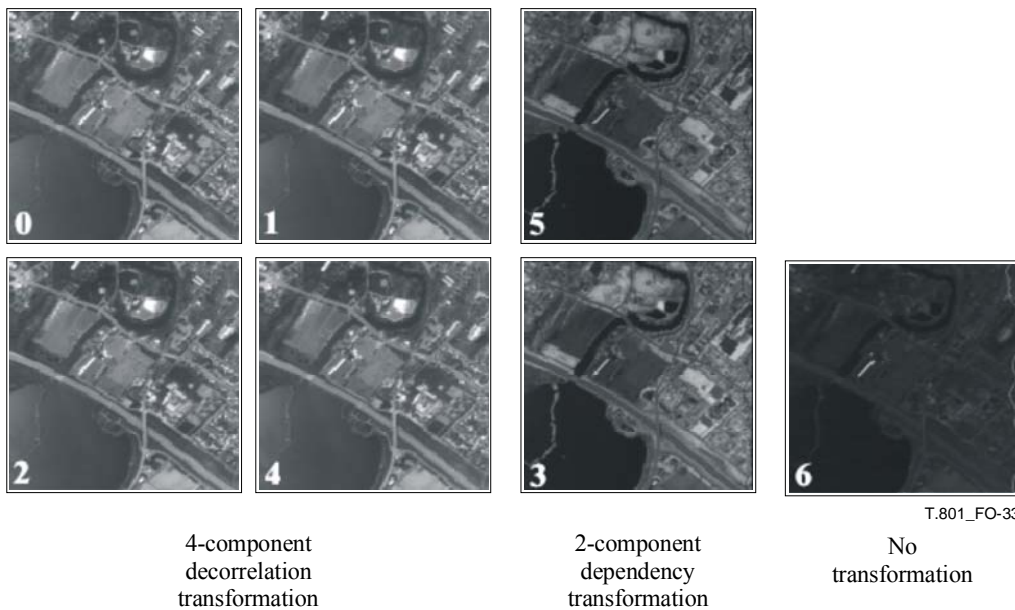 0
1
5
2
4
3
6
T.801_FO-33
4-component
decorrelation
transformation
2-component
dependency
transformation
No
transformation